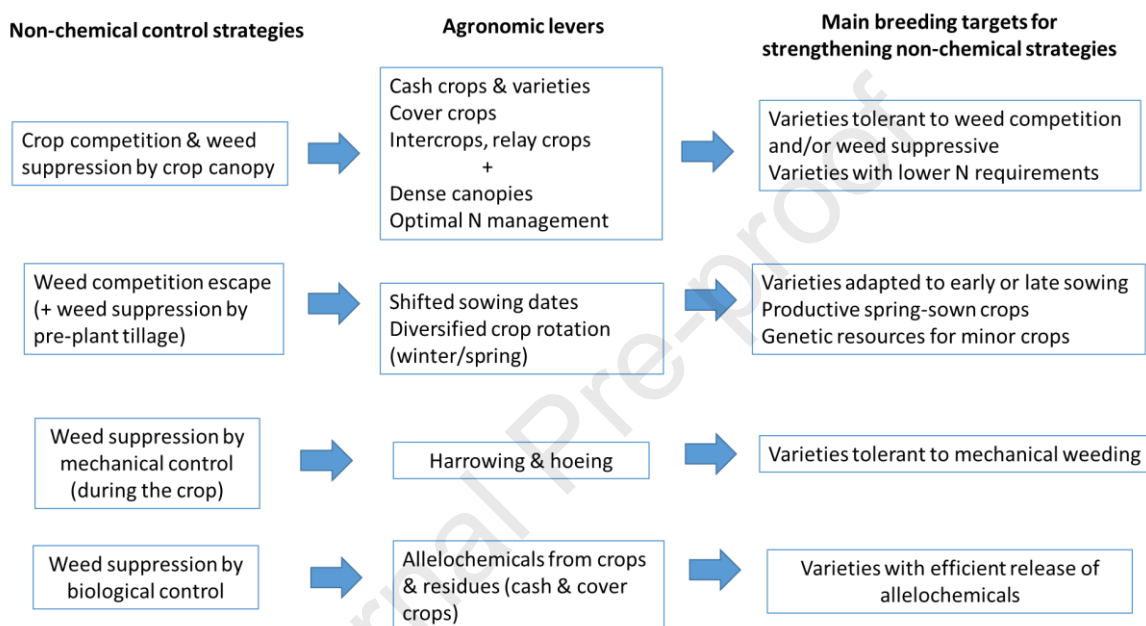 Non-chemical control strategies
Agronomic levers
Main breeding targets for
strengthening non-chemical strategies
Crop competition & weed
suppression by crop canopy
Cash crops & varieties
Cover crops
Intercrops, relay crops
+
Dense canopies
Optimal N management
Varieties tolerant to weed competition
and/or weed suppressive
Varieties with lower N requirements
Weed competition escape
(+ weed suppression by
pre-plant tillage)
Shifted sowing dates
Diversified crop rotation
(winter/spring)
Varieties adapted to early or late sowing
Productive spring-sown crops
Genetic resources for minor crops
Weed suppression by
mechanical control
(during the crop)
Harrowing & hoeing
Varieties tolerant to mechanical weeding
Weed suppression by
biological control
Allelochemicals from crops
& residues (cash & cover
crops)
Varieties with efficient release of
allelochemicals
rnal Pre-proof